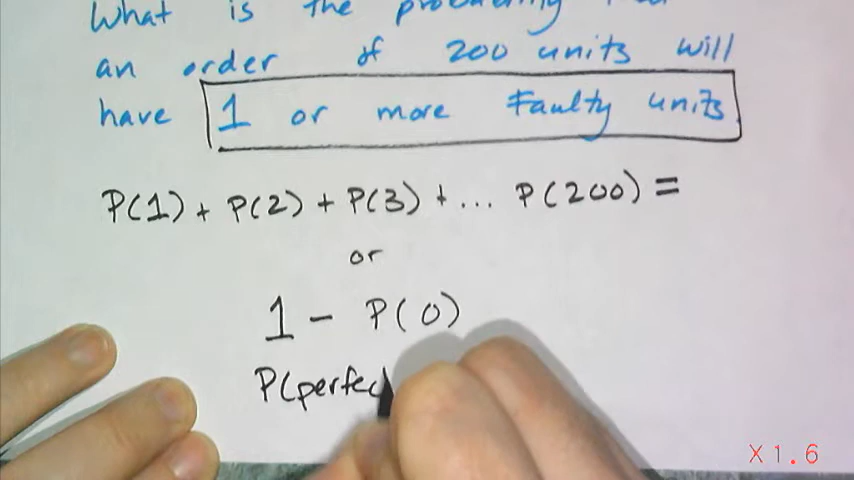 What is the probability
an order of 200 units will
have 1 or more Faulty units
P(1) + P(2) + P(3) + ... P(200) =
or
1 - P(0)
P(perfec
X1.6